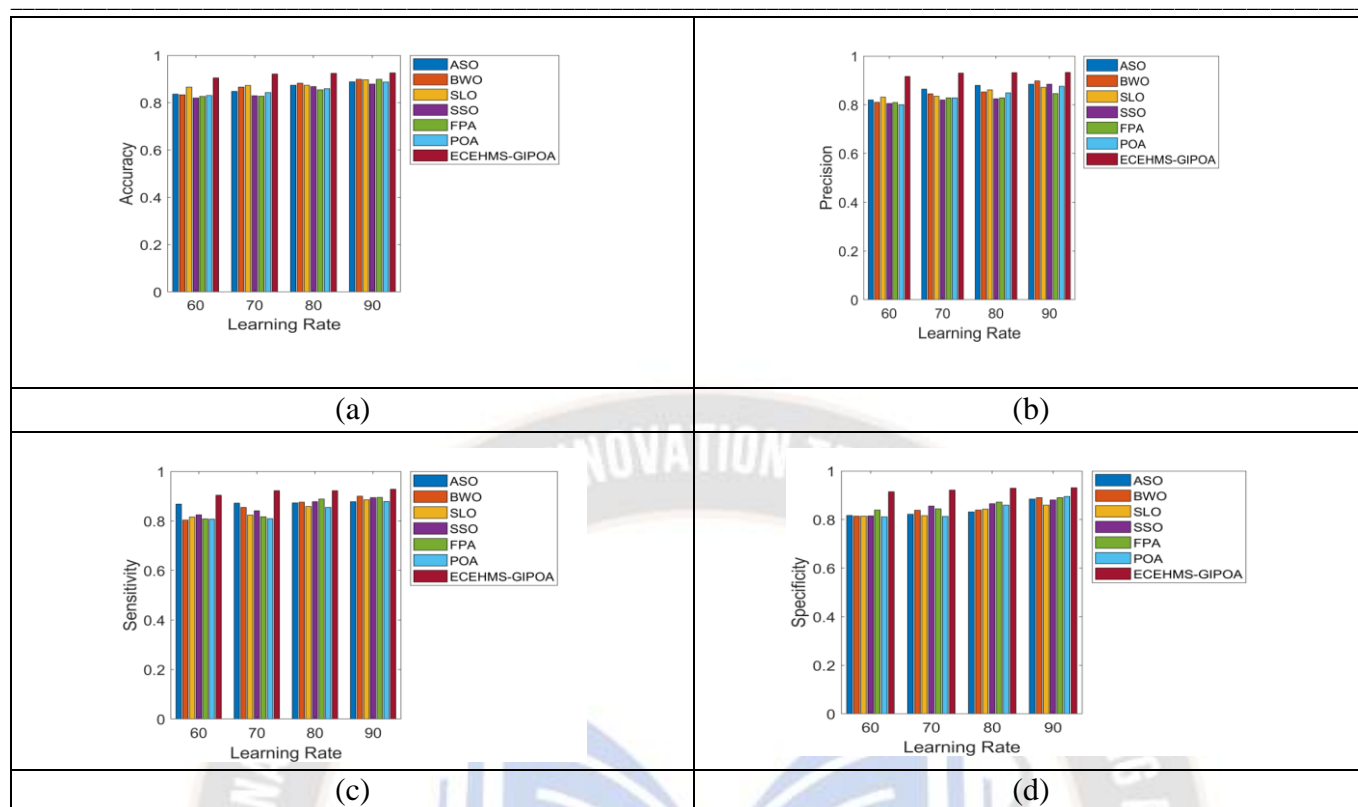 1
0.8
0.6
0.4
0.2
0
Accuracy
60 70 80 90
Learning Rate
ASO
BWO
SLO
SSO
FPA
POA
ECEHMS-GIPOA
1
0.8
0.6
0.4
0.2
0
Precision
60 70 80 90
Learning Rate
ASO
BWO
SLO
SSO
FPA
POA
ECEHMS-GIPOA
(a) (b)
NOVATION
1
0.8
0.6
0.4
0.2
0
Sensitivity
60 70 80 90
Learning Rate
ASO
BWO
SLO
SSO
FPA
POA
ECEHMS-GIPOA
1
0.8
0.6
0.4
0.2
0
Specificity
60 70 80 90
Learning Rate
ASO
BWO
SLO
SSO
FPA
POA
ECEHMS-GIPOA
(c) (d)